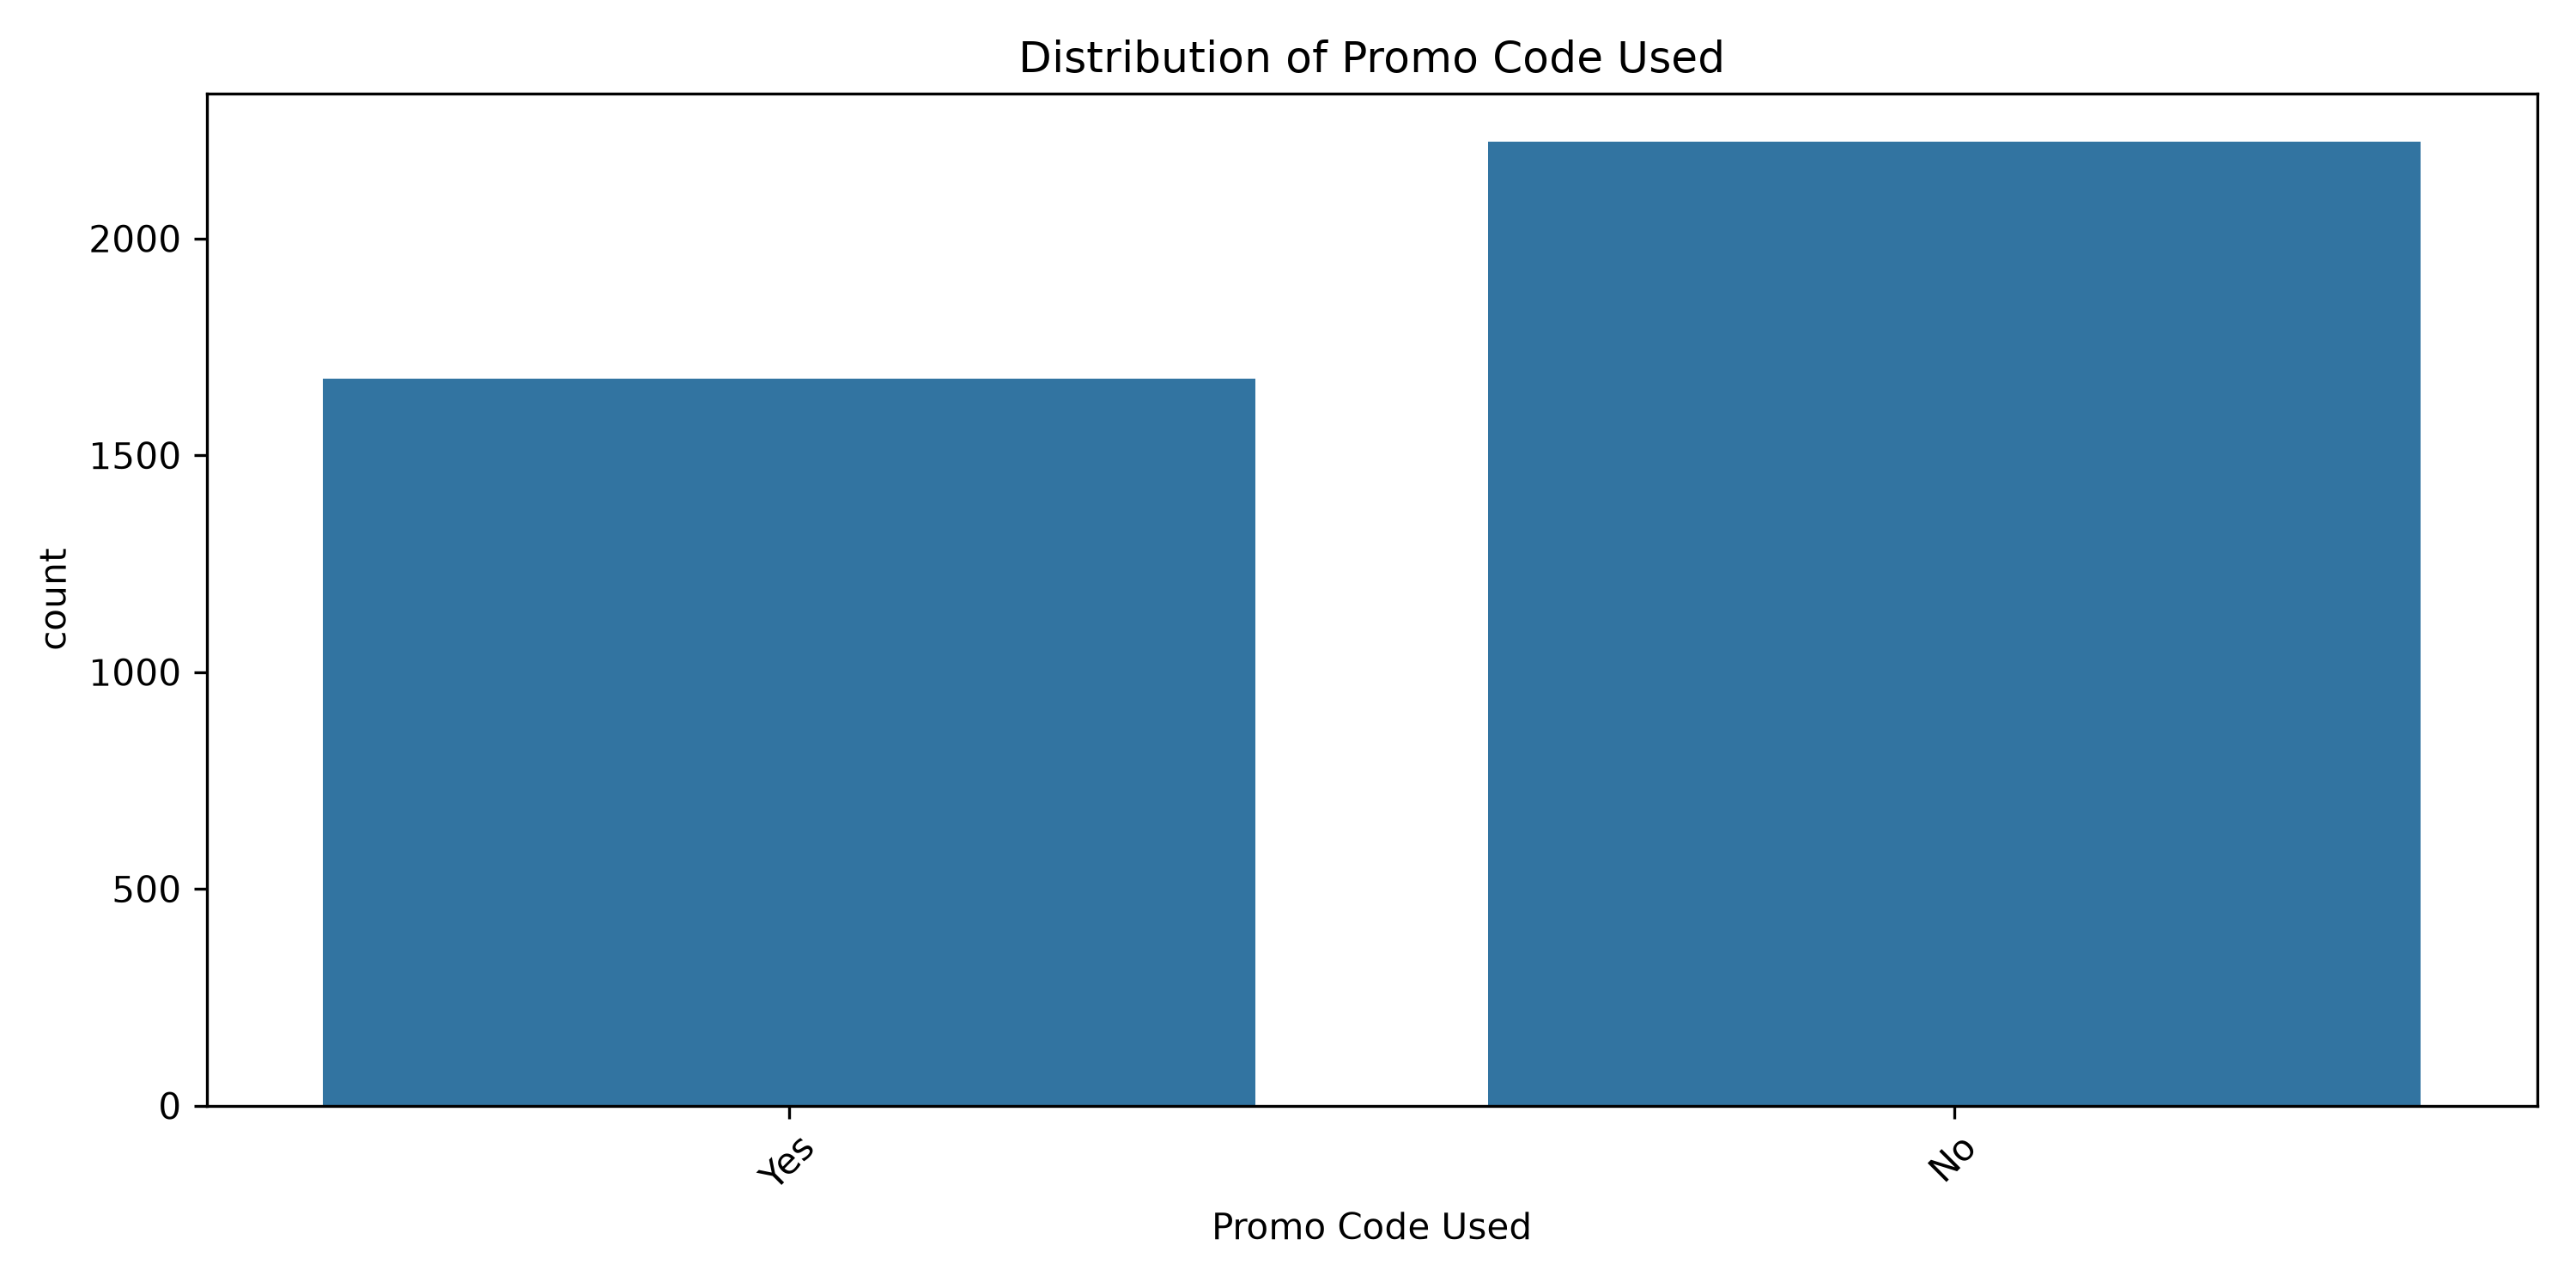 Distribution of Promo Code Used
2000
1500
1000
500
0
count
Yes
No
Promo Code Used